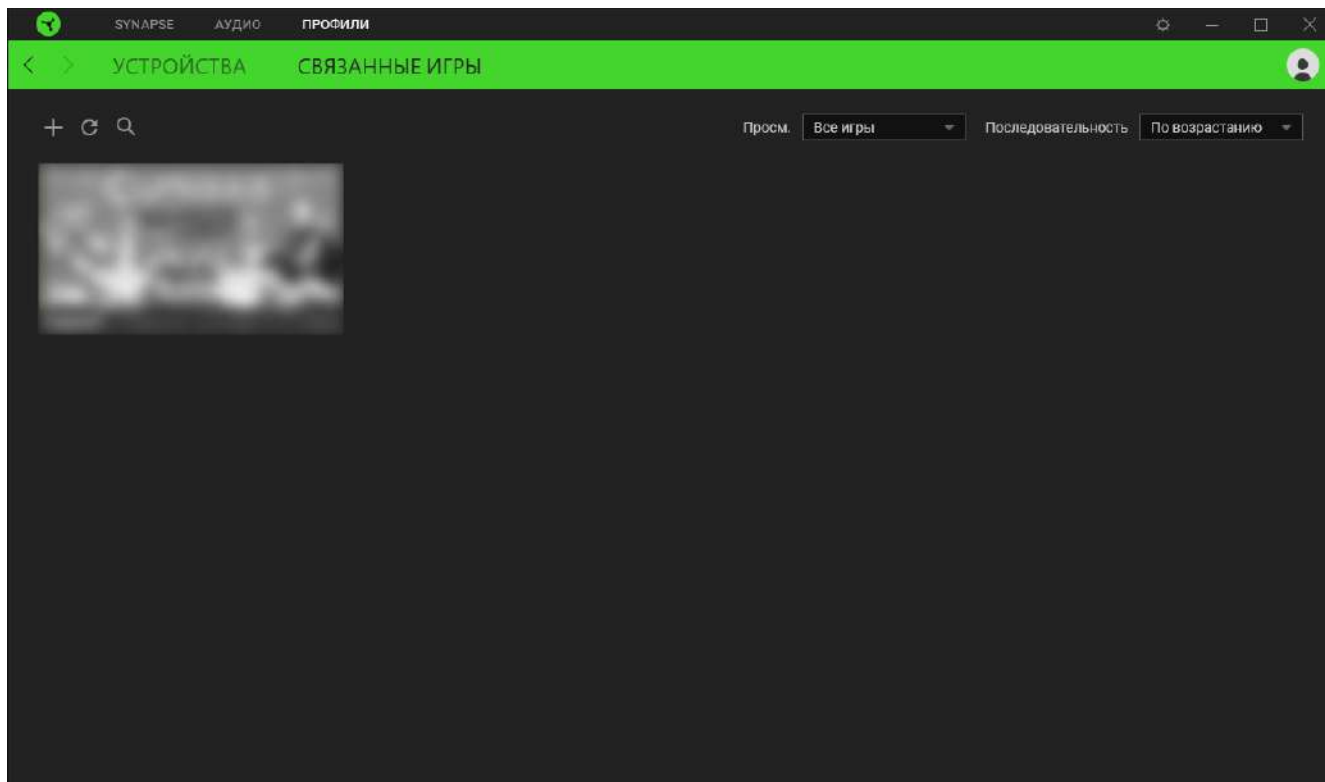 SYNAPSE АУДИО ПРОФИЛИ
УСТРОЙСТВА СВЯЗАННЫЕ ИГРЫ
Просм. Все игры Последовательность По возрастанию